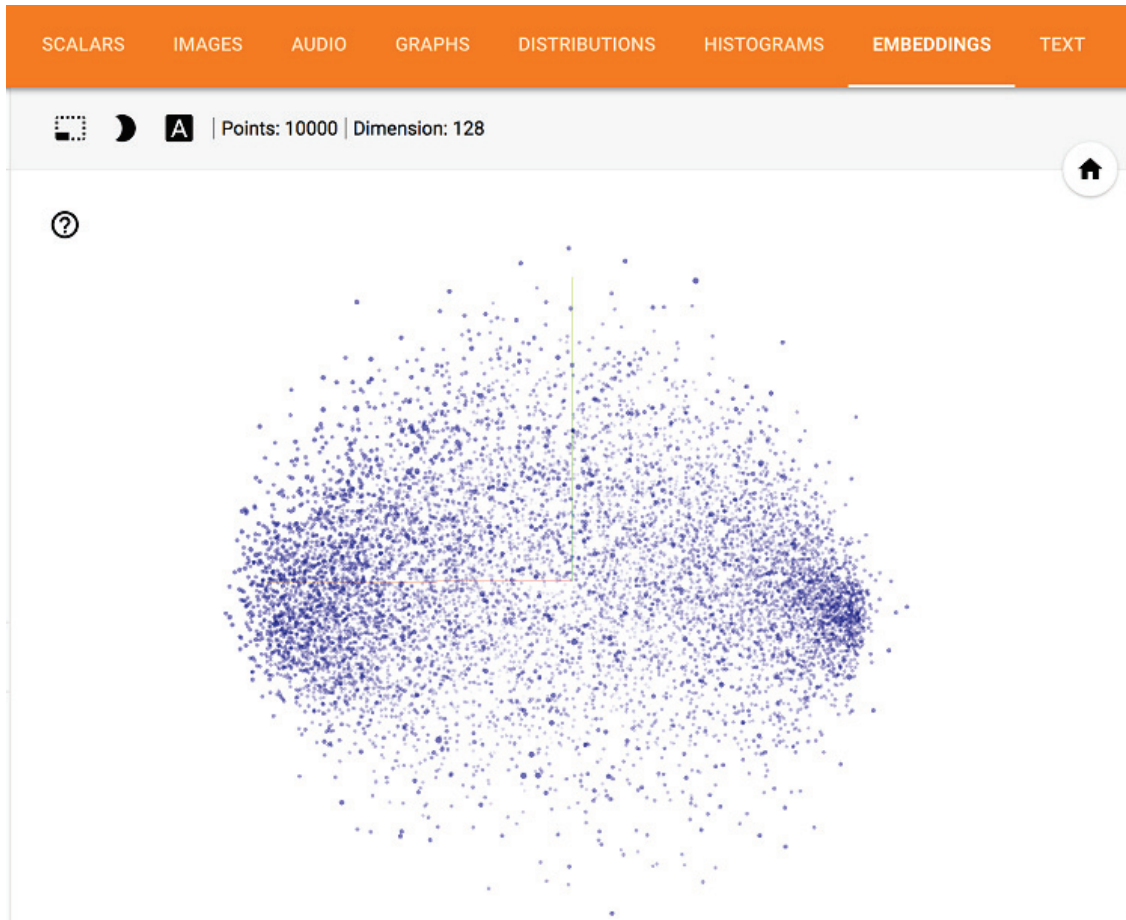 SCALARS IMAGES AUDIO GRAPHS DISTRIBUTIONS HISTOGRAMS EMBEDDINGS TEXT
A | Points: 10000 | Dimension: 128
?